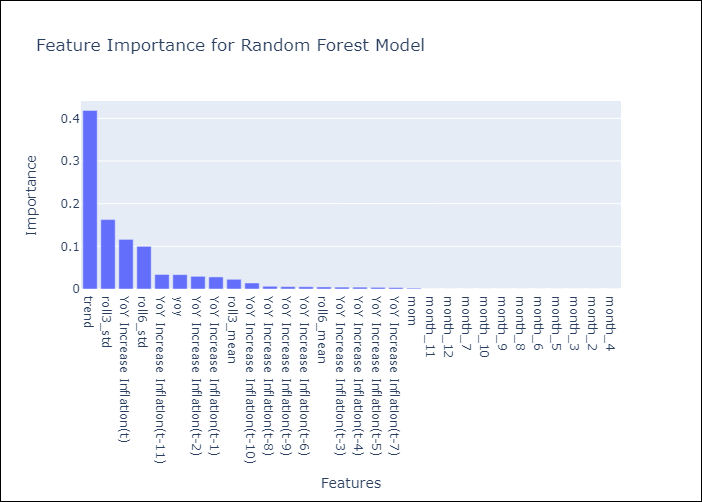 Feature Importance for Random Forest Model
Importance
0.4
0.3
0.2
0.1
0
trend
roll3_std
YoY Increase Inflation(t)
roll6_std
YoY Increase Inflation(t-11)
yoy
YoY Increase Inflation(t-2)
YoY Increase Inflation(t-1)
roll3_mean
YoY Increase Inflation(t-10)
YoY Increase Inflation(t-8)
YoY Increase Inflation(t-9)
YoY Increase Inflation(t-6)
roll6_mean
YoY Increase Inflation(t-3)
YoY Increase Inflation(t-4)
YoY Increase Inflation(t-5)
YoY Increase Inflation(t-7)
mom
month_11
month_12
month_7
month_10
month_9
month_8
month_6
month_5
month_3
month_2
month_4
Features